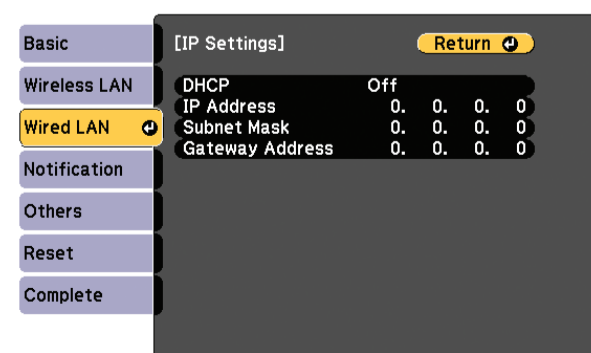 Basic
Wireless LAN
Wired LAN
Notification
Others
Reset
Complete
[IP Settings] Return
DHCP Off
IP Address 0. 0. 0. 0
Subnet Mask 0. 0. 0. 0
Gateway Address 0. 0. 0. 0